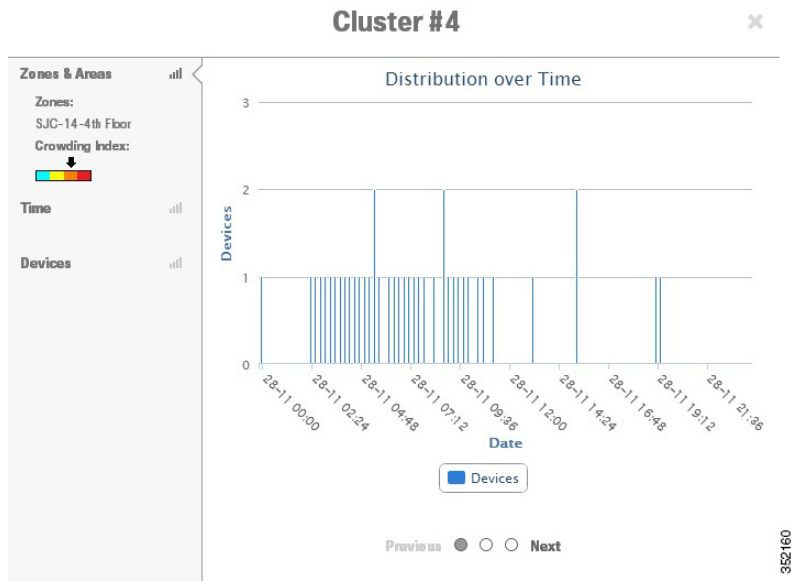 Cluster #4
Zones & Areas
Zones:
SJC-14-4th Floor
Crowding Index:
Time
Devices
Distribution over Time
3
2
1
0
Devices
28-11 00:00
28-11 02:24
28-11 04:48
28-11 07:12
28-11 09:36
28-11 12:00
28-11 14:24
28-11 16:48
28-11 19:12
28-11 21:36
Date
Devices
Previous
Next
352160